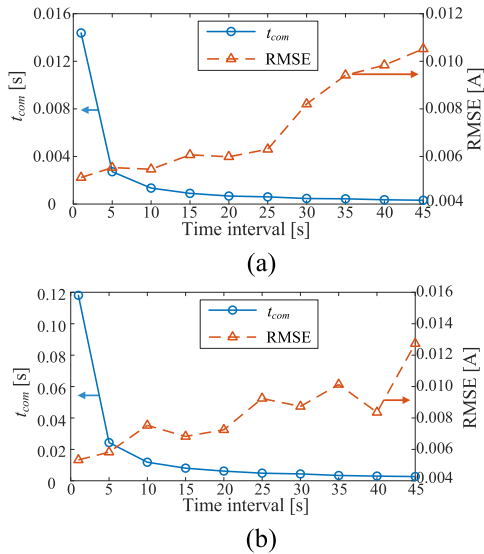 0.016
0.012
t_com
RMSE
0.012
0.010
0.008
0.008
0.004
0.006
0
0.004
t_com [s]
RMSE [A]
0 5 10 15 20 25 30 35 40 45
Time interval [s]
(a)
0.12
0.016
t_com
RMSE
0.10
0.014
0.08
0.012
0.06
0.010
0.04
0.008
0.02
0.006
0
0.004
t_com [s]
RMSE [A]
0 5 10 15 20 25 30 35 40 45
Time interval [s]
(b)